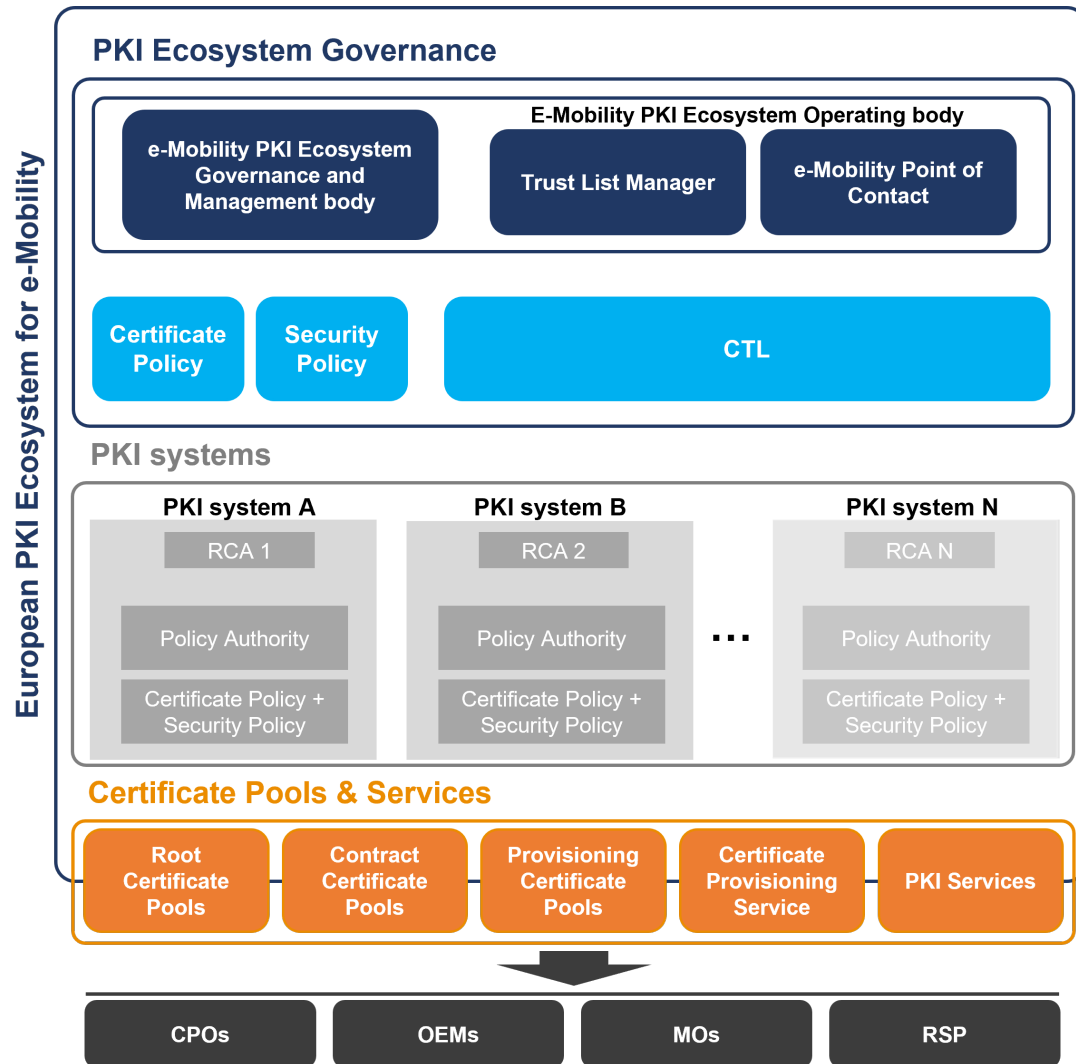 European PKI Ecosystem for e-Mobility
PKI Ecosystem Governance
E-Mobility PKI Ecosystem Operating body
e-Mobility PKI Ecosystem
Governance and
Management body
Trust List Manager
e-Mobility Point of
Contact
Certificate
Policy
Security
Policy
CTL
PKI systems
PKI system A
RCA 1
Policy Authority
Certificate Policy +
Security Policy
PKI system B
RCA 2
Policy Authority
Certificate Policy +
Security Policy
...
PKI system N
RCA N
Policy Authority
Certificate Policy +
Security Policy
Certificate Pools & Services
Root
Certificate
Pools
Contract
Certificate
Pools
Provisioning
Certificate
Pools
Certificate
Provisioning
Service
PKI Services
CPOs
OEMs
MOs
RSP